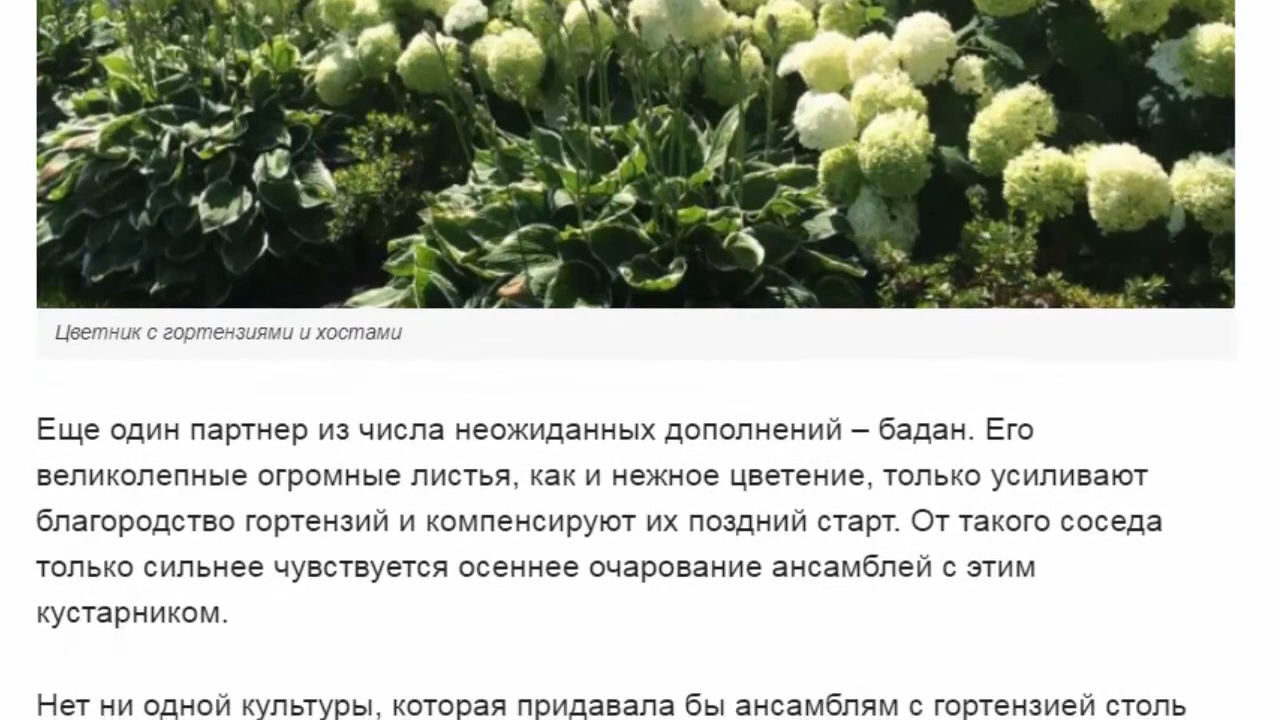 Цветник с гортензиями и хостами
Еще один партнер из числа неожиданных дополнений – бадан. Его
великолепные огромные листья, как и нежное цветение, только усиливают
благородство гортензий и компенсируют их поздний старт. От такого соседа
только сильнее чувствуется осеннее очарование ансамблей с этим
кустарником.
Нет ни одной культуры, которая придавала бы ансамблям с гортензией столь